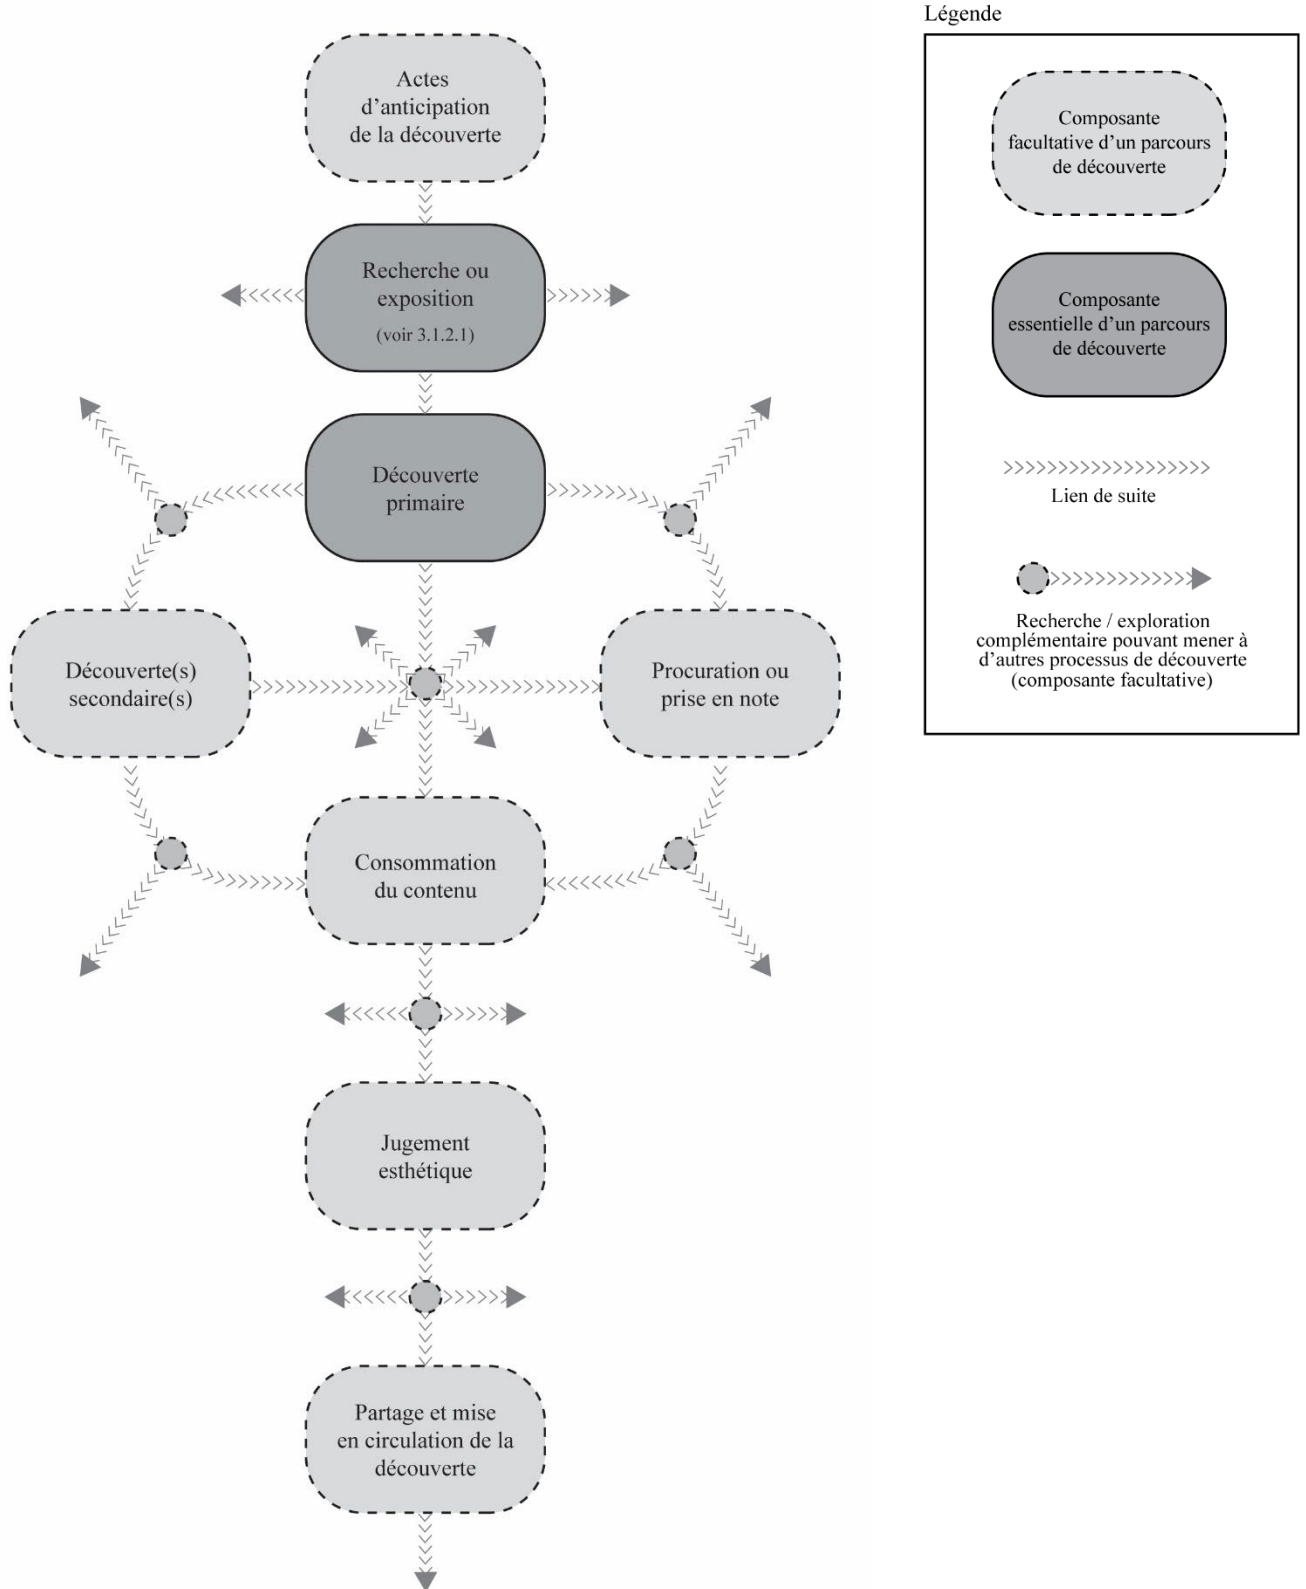 Légende
Actes
d’anticipation
de la découverte
Recherche ou
exposition
(voir 3.1.2.1)
Découverte
primaire
Découverte(s)
secondaire(s)
Procuration ou
prise en note
Consommation
du contenu
Jugement
esthétique
Partage et mise
en circulation de la
découverte
Composante
facultative d’un parcours
de découverte
Composante
essentielle d’un parcours
de découverte
Lien de suite
Recherche / exploration
complémentaire pouvant mener à
d’autres processus de découverte
(composante facultative)